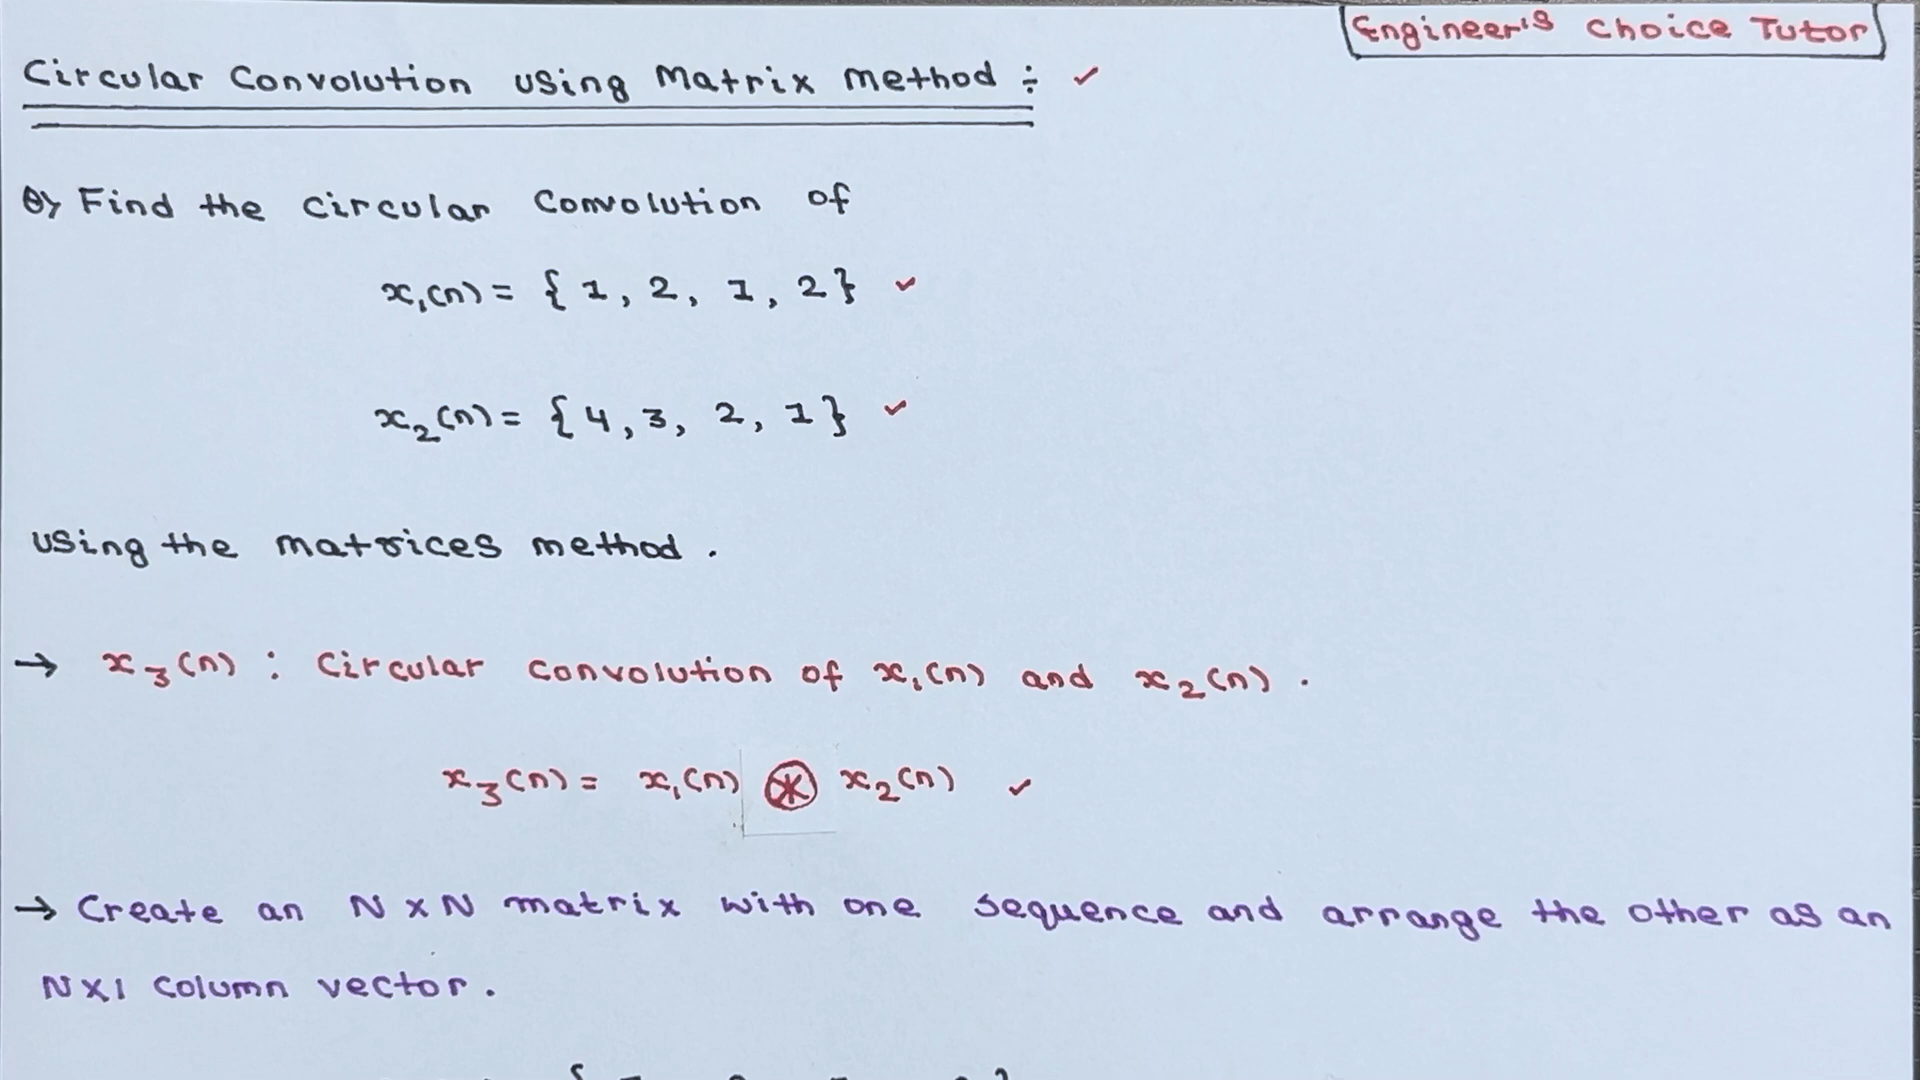 Engineer's Choice Tutor
Circular Convolution using Matrix method :
Q) Find the circular convolution of
x₁(n) = { 1, 2, 1, 2}
x₂(n) = {4, 3, 2, 1}
using the matrices method .
→ x₃(n) : Circular convolution of x₁(n) and x₂(n) .
x₃(n) = x₁(n) ⊛ x₂(n)
→ Create an N x N matrix with one sequence and arrange the other as an
N x 1 column vector .